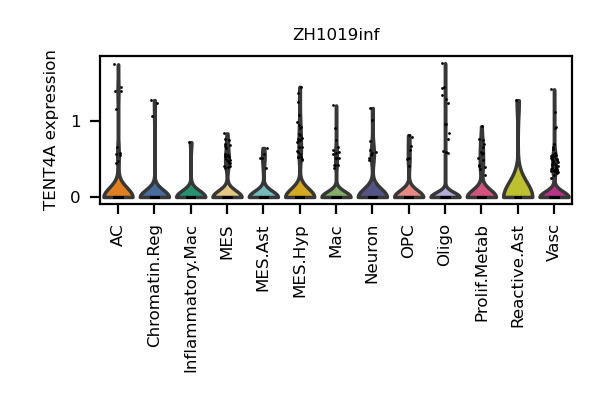 ZH1019inf
TENT4A expression
1
0
AC
Chromatin.Reg
Inflammatory.Mac
MES
MES.Ast
MES.Hyp
Mac
Neuron
OPC
Oligo
Prolif.Metab
Reactive.Ast
Vasc